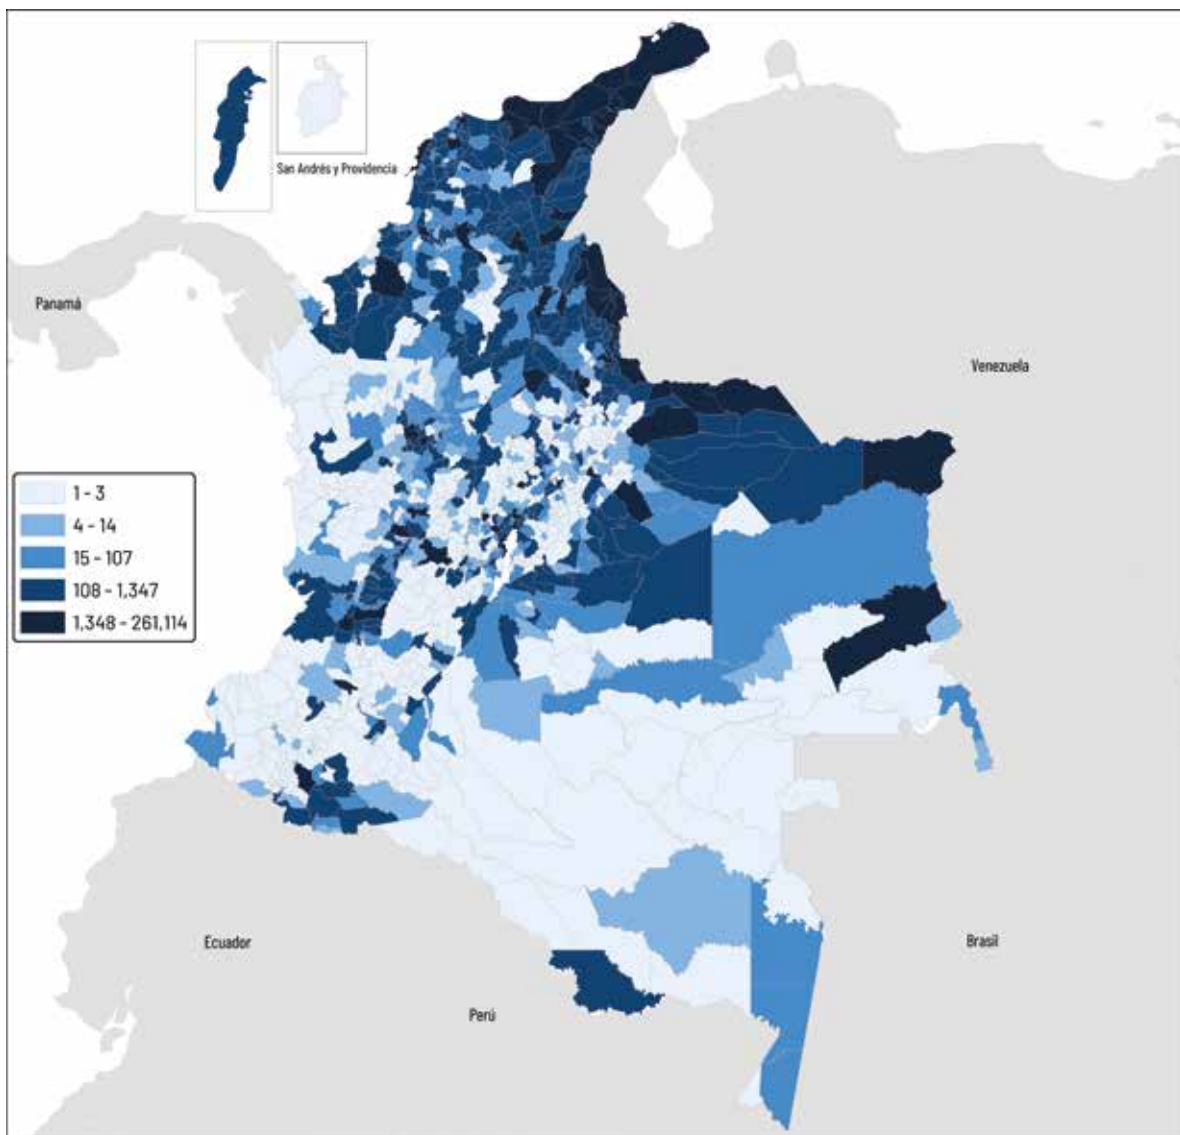 San Andrés y Providencia
Panamá
Venezuela
1 - 3
4 - 14
15 - 107
108 - 1,347
1,348 - 261,114
Ecuador
Brasil
Perú